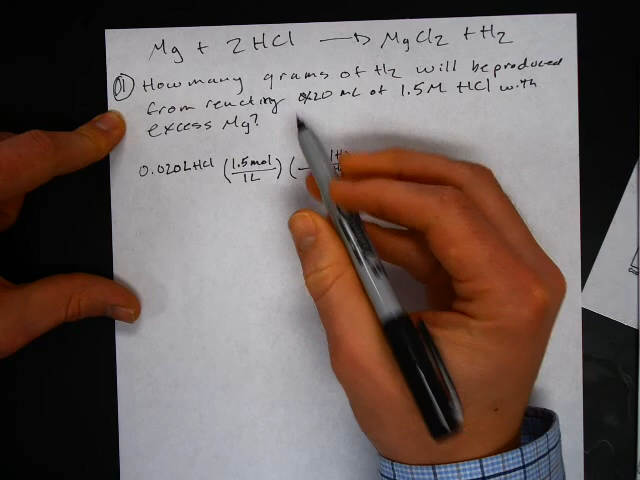 Mg + 2HCl → MgCl2 + H2
Q1 How many grams of H2 will be produced
from reacting 20 mL of 1.5M HCl with
excess Mg?
0.020L HCl (1.5mol/1L) (